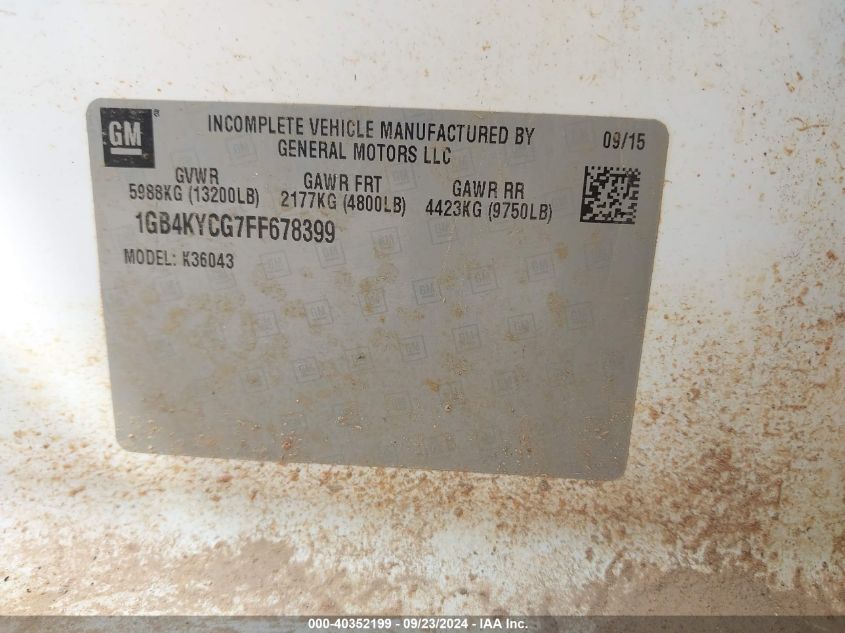 GM ®
INCOMPLETE VEHICLE MANUFACTURED BY
GENERAL MOTORS LLC
09/15
GVWR
5988KG (13200LB)
GAWR FRT
2177KG (4800LB)
GAWR RR
4423KG (9750LB)
1GB4KYCG7FF678399
MODEL: K36043
000-40352199 - 09/23/2024 - IAA Inc.